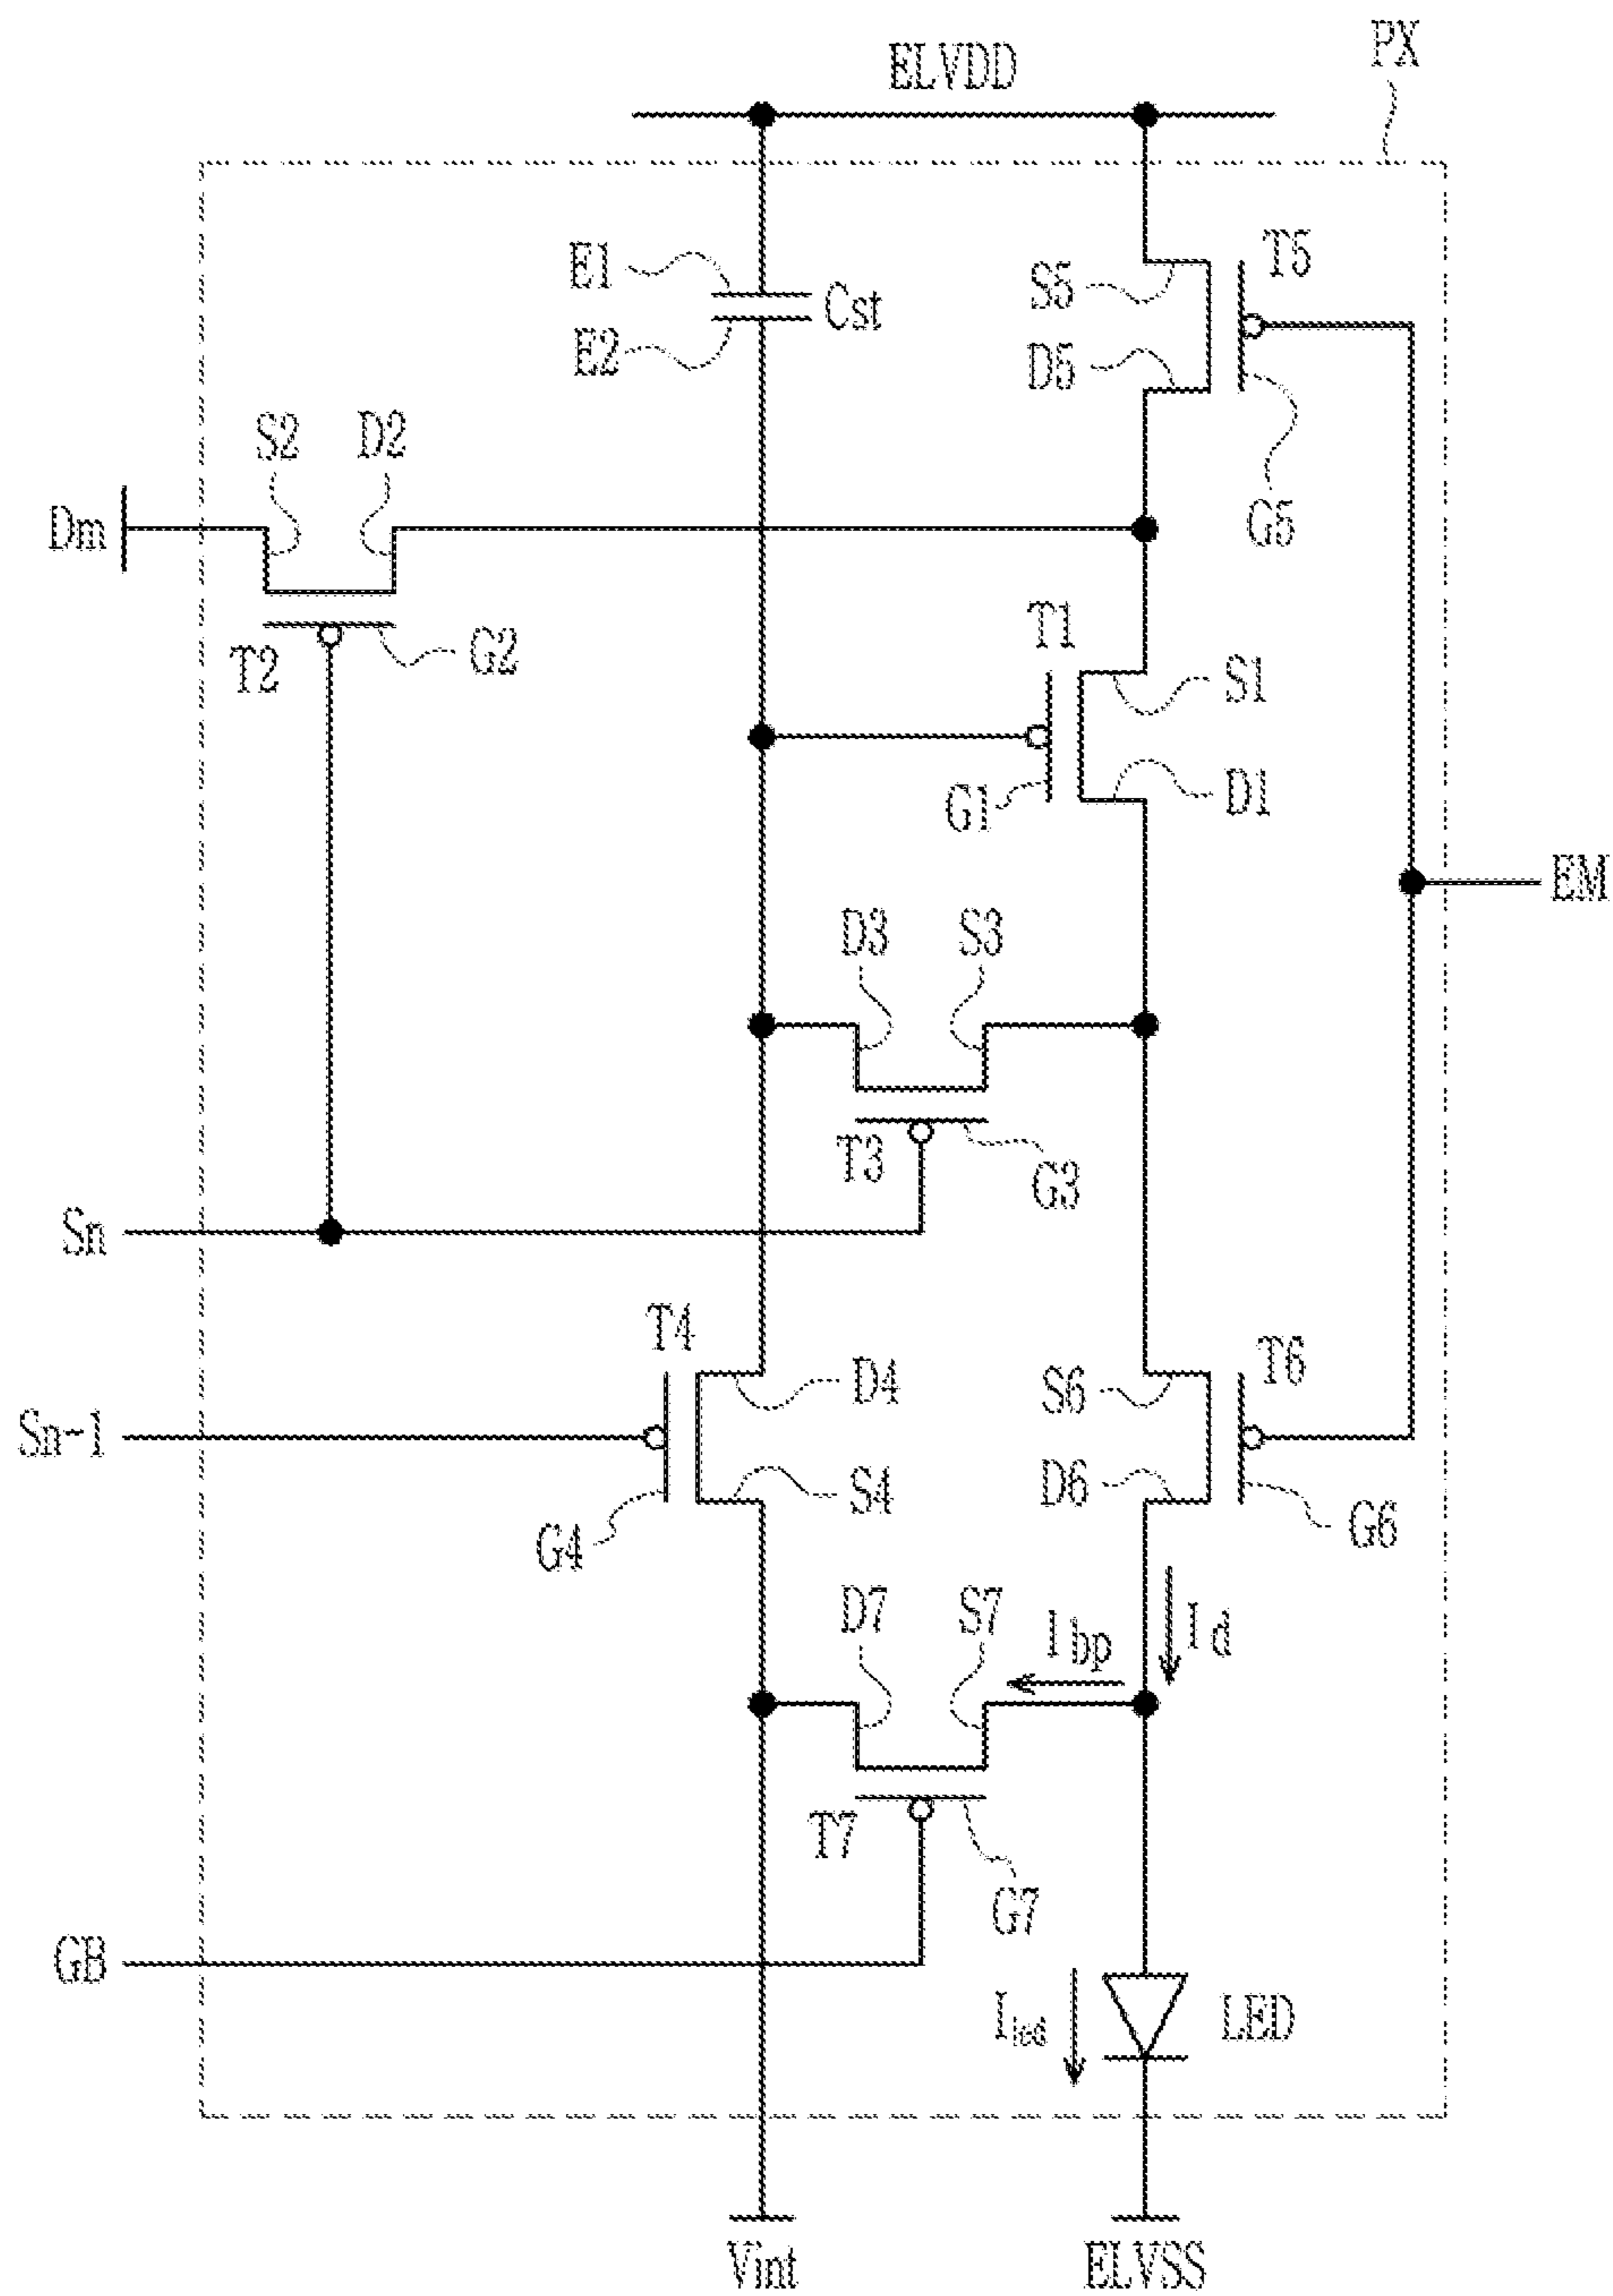 PX
ELVDD
E1
T5
S5
Cst
E2
D5
S2
D2
G5
Dm
T1
G2
T2
S1
D1
G1
EM
D3
S3
T3
G3
Sn
T4
T6
D4
S6
Sn-1
S4
D6
G6
G4
D7
S7
Ibp
Id
T7
G7
GB
Iled
LED
Vint
ELVSS